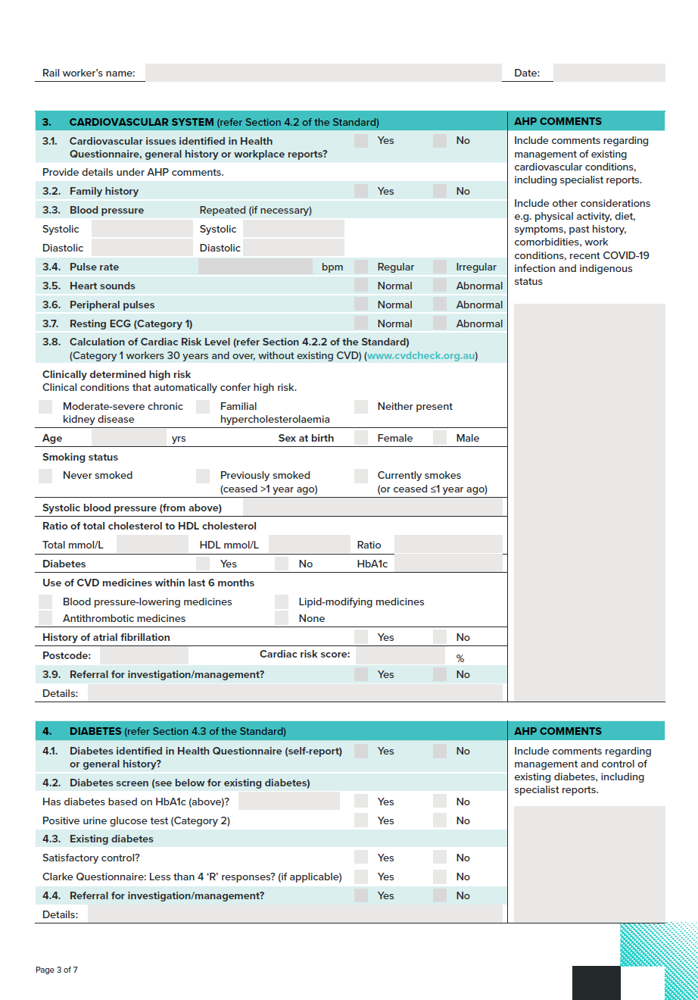 Rail worker's name:
Date:
3. CARDIOVASCULAR SYSTEM (refer Section 4.2 of the Standard)
3.1. Cardiovascular issues identified in Health Yes No
Questionnaire, general history or workplace reports?
Provide details under AHP comments.
3.2. Family history Yes No
3.3. Blood pressure Repeated (if necessary)
Systolic Systolic
Diastolic Diastolic
3.4. Pulse rate bpm Regular Irregular
3.5. Heart sounds Normal Abnormal
3.6. Peripheral pulses Normal Abnormal
3.7. Resting ECG (Category 1) Normal Abnormal
3.8. Calculation of Cardiac Risk Level (refer Section 4.2.2 of the Standard)
(Category 1 workers 30 years and over, without existing CVD) (www.cvdcheck.org.au)
Clinically determined high risk
Clinical conditions that automatically confer high risk.
Moderate-severe chronic Familial Neither present
kidney disease hypercholesterolaemia
Age yrs Sex at birth Female Male
Smoking status
Never smoked Previously smoked Currently smokes
(ceased >1 year ago) (or ceased ≤1 year ago)
Systolic blood pressure (from above)
Ratio of total cholesterol to HDL cholesterol
Total mmol/L HDL mmol/L Ratio
Diabetes Yes No HbA1c
Use of CVD medicines within last 6 months
Blood pressure-lowering medicines Lipid-modifying medicines
Antithrombotic medicines None
History of atrial fibrillation Yes No
Postcode: Cardiac risk score: %
3.9. Referral for investigation/management? Yes No
Details:
AHP COMMENTS
Include comments regarding
management of existing
cardiovascular conditions,
including specialist reports.
Include other considerations
e.g. physical activity, diet,
symptoms, past history,
comorbidities, work
conditions, recent COVID-19
infection and indigenous
status
4. DIABETES (refer Section 4.3 of the Standard)
4.1. Diabetes identified in Health Questionnaire (self-report) Yes No
or general history?
4.2. Diabetes screen (see below for existing diabetes)
Has diabetes based on HbA1c (above)? Yes No
Positive urine glucose test (Category 2) Yes No
4.3. Existing diabetes
Satisfactory control? Yes No
Clarke Questionnaire: Less than 4 'R' responses? (if applicable) Yes No
4.4. Referral for investigation/management? Yes No
Details:
AHP COMMENTS
Include comments regarding
management and control of
existing diabetes, including
specialist reports.
Page 3 of 7